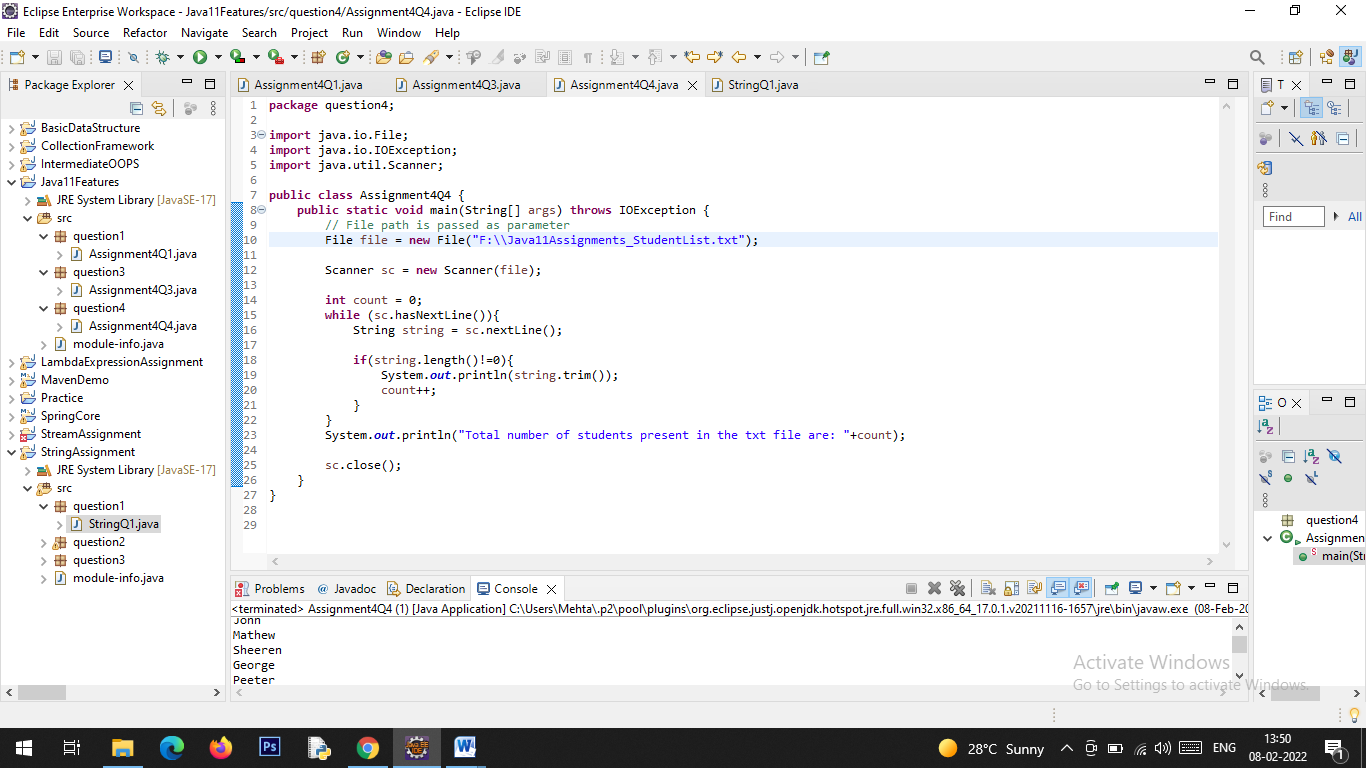 Eclipse Enterprise Workspace - Java11Features/src/question4/Assignment4Q4.java - Eclipse IDE
File Edit Source Refactor Navigate Search Project Run Window Help
Package Explorer
BasicDataStructure
CollectionFramework
IntermediateOOPS
Java11Features
JRE System Library [JavaSE-17]
src
question1
Assignment4Q1.java
question3
Assignment4Q3.java
question4
Assignment4Q4.java
module-info.java
LambdaExpressionAssignment
MavenDemo
Practice
SpringCore
StreamAssignment
StringAssignment
JRE System Library [JavaSE-17]
src
question1
StringQ1.java
question2
question3
module-info.java
Assignment4Q1.java Assignment4Q3.java Assignment4Q4.java StringQ1.java
1 package question4;
2
3 import java.io.File;
4 import java.io.IOException;
5 import java.util.Scanner;
6
7 public class Assignment4Q4 {
8 public static void main(String[] args) throws IOException {
9 // File path is passed as parameter
10 File file = new File("F:\\Java11Assignments_StudentList.txt");
11
12 Scanner sc = new Scanner(file);
13
14 int count = 0;
15 while (sc.hasNextLine()){
16 String string = sc.nextLine();
17
18 if(string.length()!=0){
19 System.out.println(string.trim());
20 count++;
21 }
22 }
23 System.out.println("Total number of students present in the txt file are: "+count);
24
25 sc.close();
26 }
27 }
28
29
Problems Javadoc Declaration Console
<terminated> Assignment4Q4 (1) [Java Application] C:\Users\Mehta\.p2\pool\plugins\org.eclipse.justj.openjdk.hotspot.jre.full.win32.x86_64_17.0.1.v20211116-1657\jre\bin\javaw.exe (08-Feb-20
John
Mathew
Sheeren
George
Peeter
T
Find All
O
question4
Assignmen
main(Str
Activate Windows
Go to Settings to activate Windows.
Ps
W
28°C Sunny
ENG
13:50
08-02-2022
1